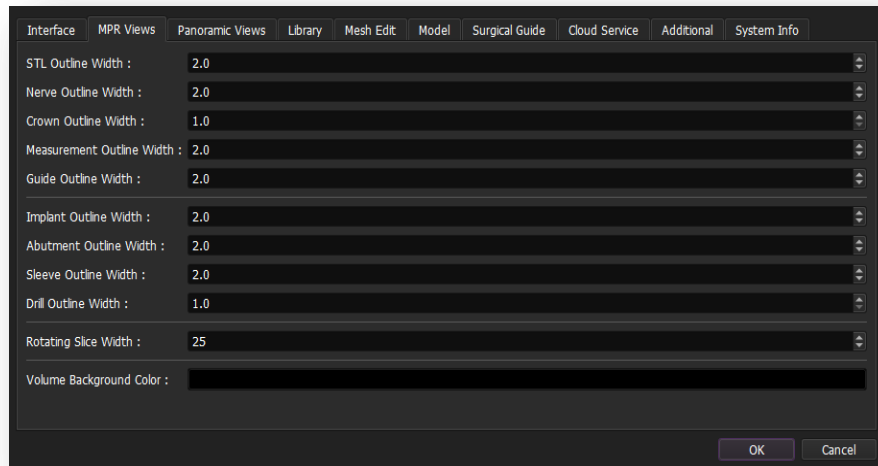 Interface MPR Views Panoramic Views Library Mesh Edit Model Surgical Guide Cloud Service Additional System Info
STL Outline Width : 2.0
Nerve Outline Width : 2.0
Crown Outline Width : 1.0
Measurement Outline Width : 2.0
Guide Outline Width : 2.0
Implant Outline Width : 2.0
Abutment Outline Width : 2.0
Sleeve Outline Width : 2.0
Drill Outline Width : 1.0
Rotating Slice Width : 25
Volume Background Color :
OK Cancel